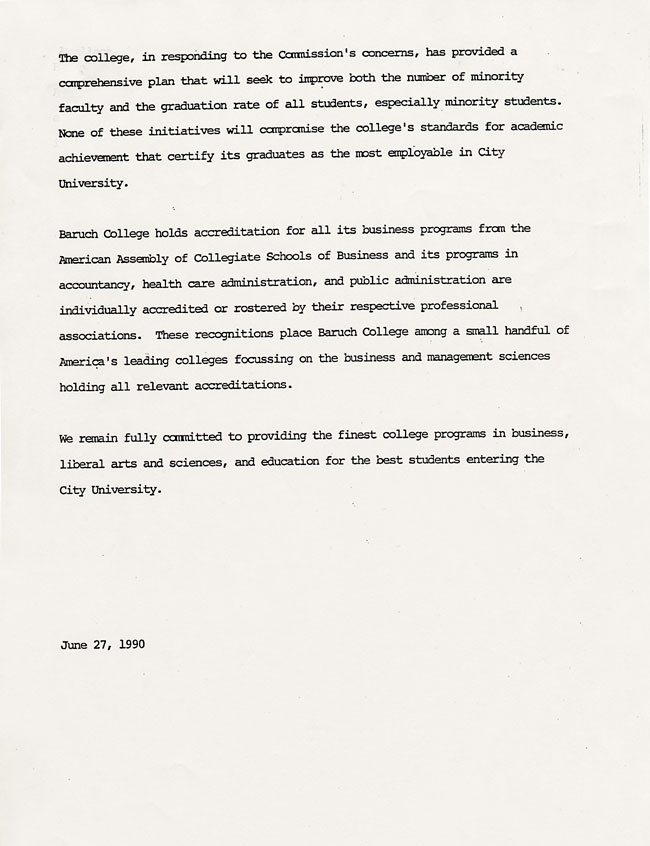 The college, in responding to the Commission's concerns, has provided a
comprehensive plan that will seek to improve both the number of minority
faculty and the graduation rate of all students, especially minority students.
None of these initiatives will compromise the college's standards for academic
achievement that certify its graduates as the most employable in City
University.
Baruch College holds accreditation for all its business programs from the
American Assembly of Collegiate Schools of Business and its programs in
accountancy, health care administration, and public administration are
individually accredited or rostered by their respective professional
associations.  These recognitions place Baruch College among a small handful of
America's leading colleges focussing on the business and management sciences
holding all relevant accreditations.
We remain fully committed to providing the finest college programs in business,
liberal arts and sciences, and education for the best students entering the
City University.
June 27, 1990